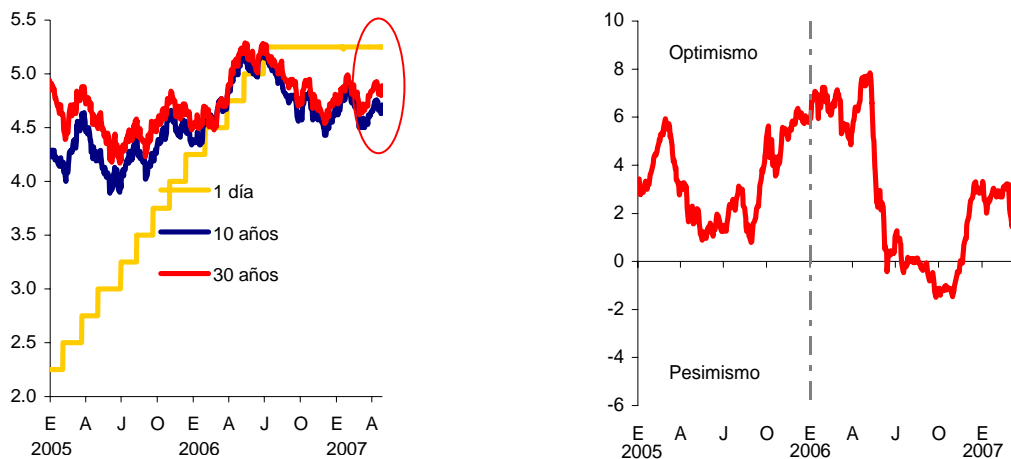 5.5
5.0
4.5
4.0
3.5
3.0
2.5
2.0
1 día
10 años
30 años
E A J O E A J O E A
2005 2006 2007
10
8
6
4
2
0
-2
-4
-6
Optimismo
Pesimismo
E A J O E A J O E
2005 2006 2007